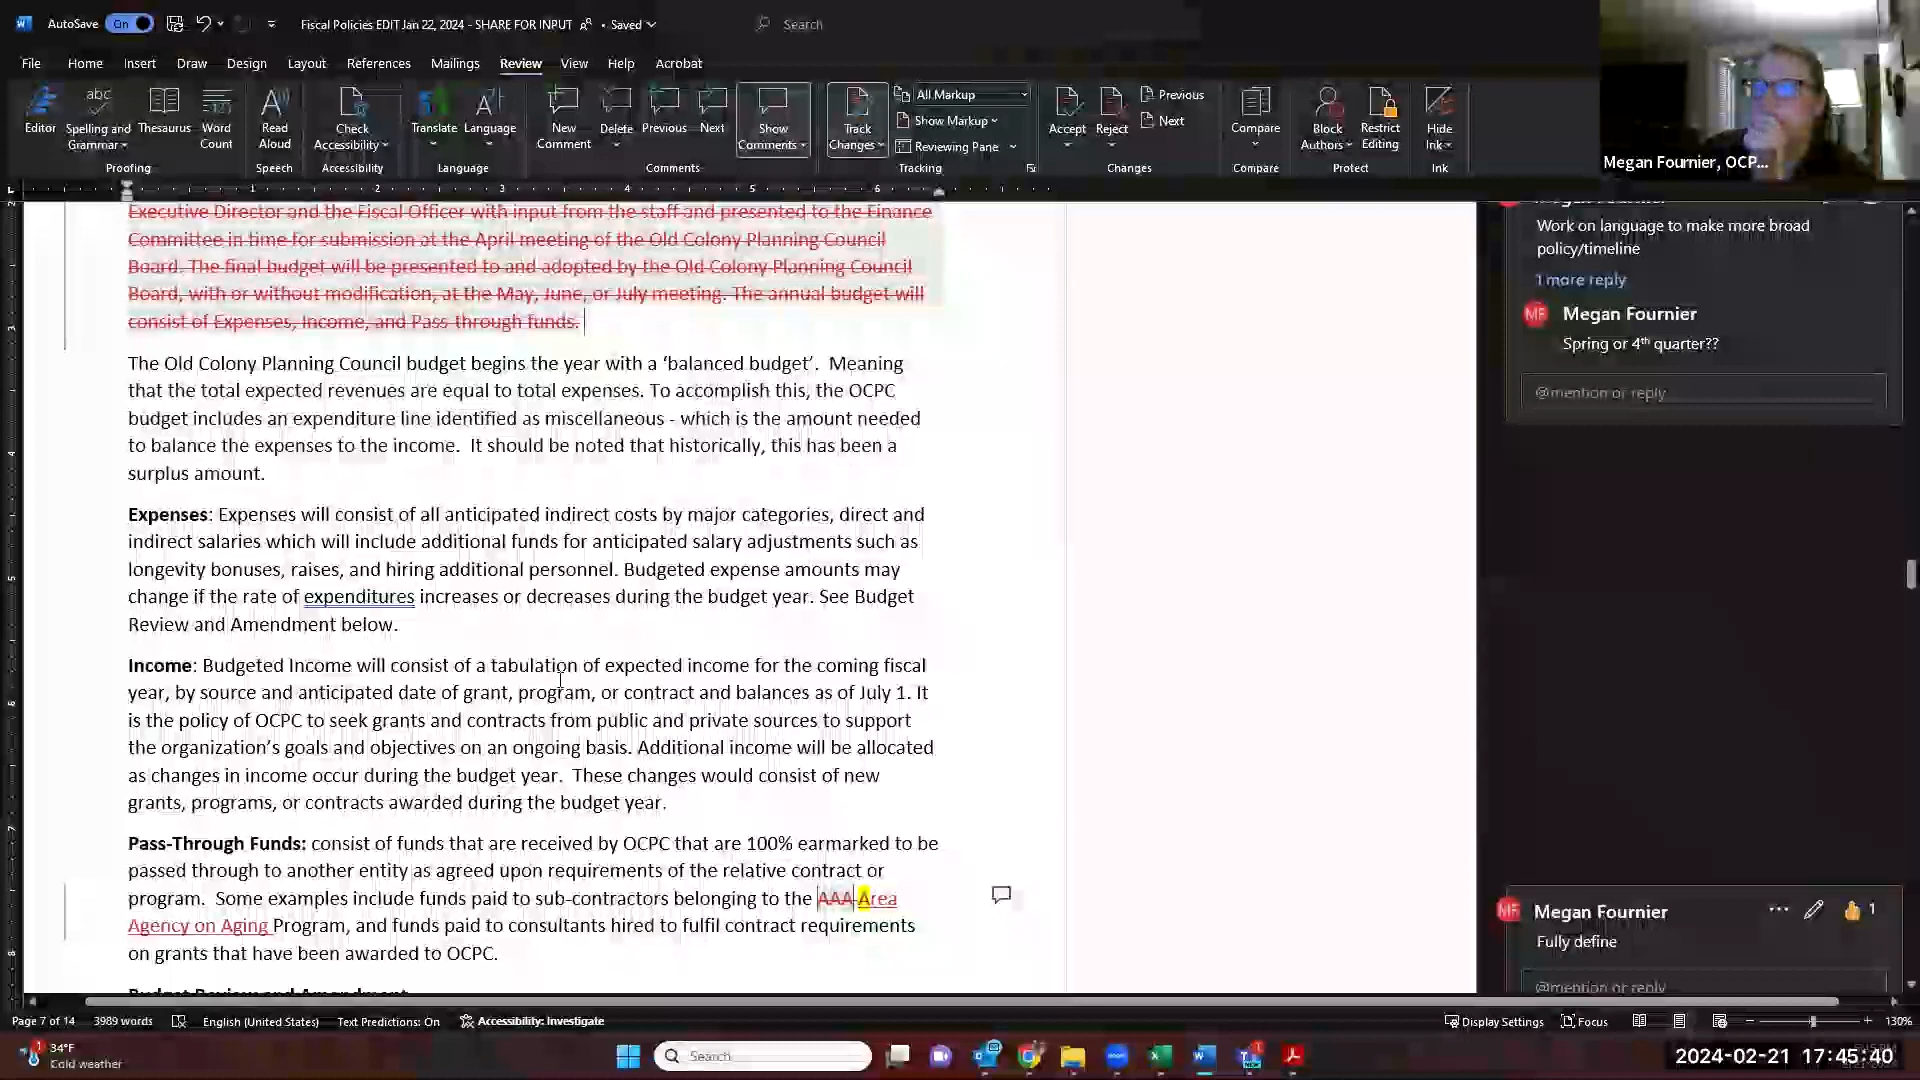 AutoSave On Fiscal Policies EDIT Jan 22, 2024 - SHARE FOR INPUT • Saved Search
File Home Insert Draw Design Layout References Mailings Review View Help Acrobat
Editor
Spelling and Grammar
Thesaurus
Word Count
Proofing
Read Aloud
Speech
Check Accessibility
Accessibility
Translate
Language
Language
New Comment
Delete
Previous
Next
Show Comments
Comments
Track Changes
All Markup
Show Markup
Reviewing Pane
Tracking
Accept
Reject
Previous
Next
Changes
Compare
Compare
Block Authors
Restrict Editing
Protect
Hide Ink
Ink
Megan Fournier, OCP...
1 2 3 4 5 6
Executive Director and the Fiscal Officer with input from the staff and presented to the Finance
Committee in time for submission at the April meeting of the Old Colony Planning Council
Board. The final budget will be presented to and adopted by the Old Colony Planning Council
Board, with or without modification, at the May, June, or July meeting. The annual budget will
consist of Expenses, Income, and Pass-through funds.
The Old Colony Planning Council budget begins the year with a ‘balanced budget’. Meaning
that the total expected revenues are equal to total expenses. To accomplish this, the OCPC
budget includes an expenditure line identified as miscellaneous - which is the amount needed
to balance the expenses to the income. It should be noted that historically, this has been a
surplus amount.
Expenses: Expenses will consist of all anticipated indirect costs by major categories, direct and
indirect salaries which will include additional funds for anticipated salary adjustments such as
longevity bonuses, raises, and hiring additional personnel. Budgeted expense amounts may
change if the rate of expenditures increases or decreases during the budget year. See Budget
Review and Amendment below.
Income: Budgeted Income will consist of a tabulation of expected income for the coming fiscal
year, by source and anticipated date of grant, program, or contract and balances as of July 1. It
is the policy of OCPC to seek grants and contracts from public and private sources to support
the organization’s goals and objectives on an ongoing basis. Additional income will be allocated
as changes in income occur during the budget year. These changes would consist of new
grants, programs, or contracts awarded during the budget year.
Pass-Through Funds: consist of funds that are received by OCPC that are 100% earmarked to be
passed through to another entity as agreed upon requirements of the relative contract or
program. Some examples include funds paid to sub-contractors belonging to the AAA Area
Agency on Aging Program, and funds paid to consultants hired to fulfil contract requirements
on grants that have been awarded to OCPC.
Budget Review and Amendment
Megan Fournier
Work on language to make more broad
policy/timeline
1 more reply
MF Megan Fournier
Spring or 4th quarter??
@mention or reply
MF Megan Fournier ... 1
Fully define
@mention or reply
Page 7 of 14 3989 words English (United States) Text Predictions: On Accessibility: Investigate Display Settings Focus 130%
34°F
Cold weather
Search
2024-02-21 17:45:40